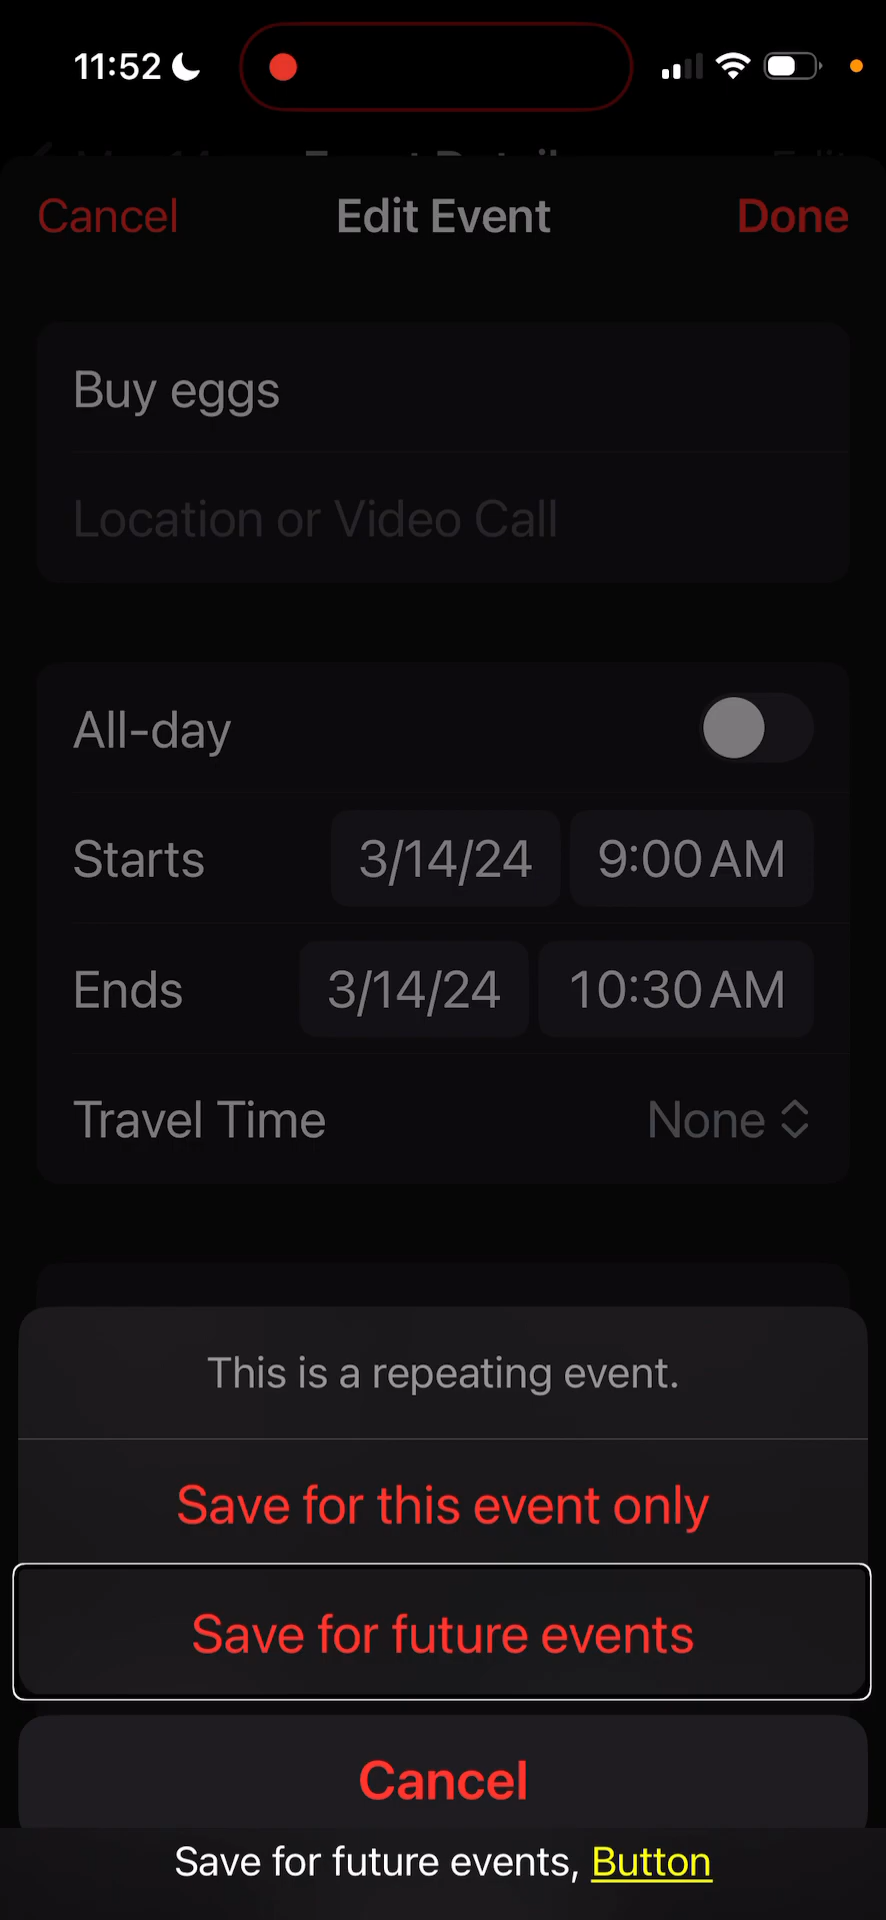 11:52
Cancel Edit Event Done
Buy eggs
Location or Video Call
All-day
Starts 3/14/24 9:00 AM
Ends 3/14/24 10:30 AM
Travel Time None
This is a repeating event.
Save for this event only
Save for future events
Cancel
Save for future events, Button